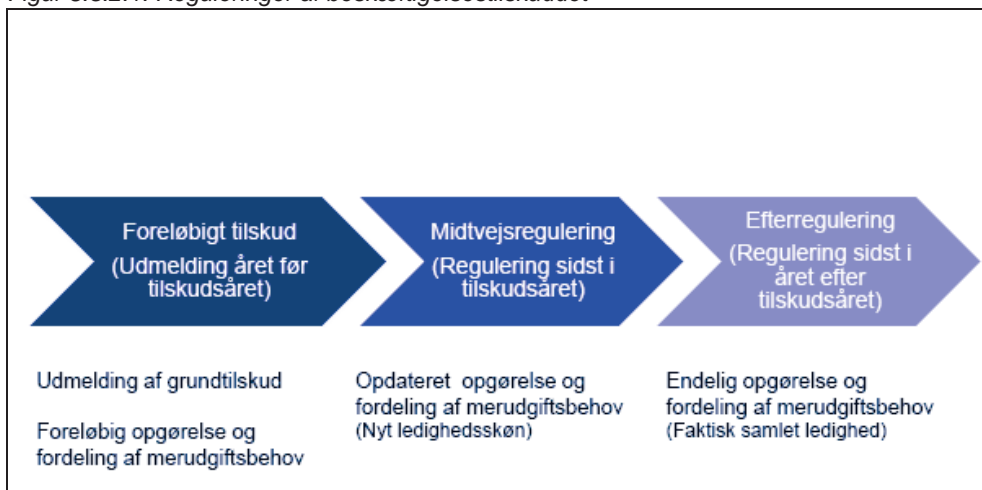 Foreløbigt tilskud
(Udmelding året før
tilskudsåret)
Midtvejsregulering
(Regulering sidst i
tilskudsåret)
Efterregulering
(Regulering sidst i
året efter
tilskudsåret)
Udmelding af grundtilskud
Foreløbig opgørelse og
fordeling af merudgiftsbehov
Opdateret opgørelse og
fordeling af merudgiftsbehov
(Nyt ledighedsskøn)
Endelig opgørelse og
fordeling af merudgiftsbehov
(Faktisk samlet ledighed)